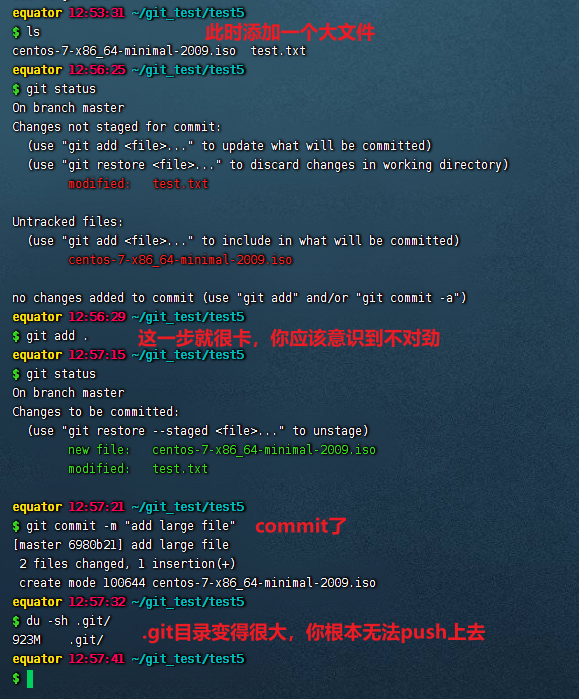 equator 12:53:31 ~/git_test/test5
$ ls 此时添加一个大文件
centos-7-x86_64-minimal-2009.iso  test.txt
equator 12:56:25 ~/git_test/test5
$ git status
On branch master
Changes not staged for commit:
  (use "git add <file>..." to update what will be committed)
  (use "git restore <file>..." to discard changes in working directory)
        modified:   test.txt
Untracked files:
  (use "git add <file>..." to include in what will be committed)
        centos-7-x86_64-minimal-2009.iso
no changes added to commit (use "git add" and/or "git commit -a")
equator 12:56:29 ~/git_test/test5
$ git add . 这一步就很卡，你应该意识到不对劲
equator 12:57:15 ~/git_test/test5
$ git status
On branch master
Changes to be committed:
  (use "git restore --staged <file>..." to unstage)
        new file:   centos-7-x86_64-minimal-2009.iso
        modified:   test.txt
equator 12:57:21 ~/git_test/test5
$ git commit -m "add large file" commit了
[master 6980b21] add large file
 2 files changed, 1 insertion(+)
 create mode 100644 centos-7-x86_64-minimal-2009.iso
equator 12:57:32 ~/git_test/test5
$ du -sh .git/
923M    .git/ .git目录变得很大，你根本无法push上去
equator 12:57:41 ~/git_test/test5
$